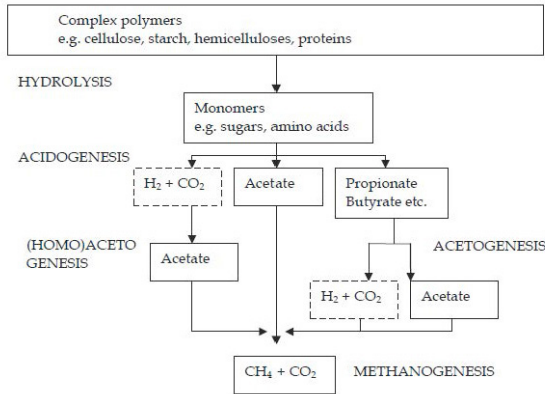 Complex polymers
e.g. cellulose, starch, hemicelluloses, proteins
HYDROLYSIS
Monomers
e.g. sugars, amino acids
ACIDOGENESIS
H₂ + CO₂
Acetate
Propionate
Butyrate etc.
(HOMO)ACETO
GENESIS
Acetate
ACETOGENESIS
H₂ + CO₂
Acetate
CH₄ + CO₂
METHANOGENESIS